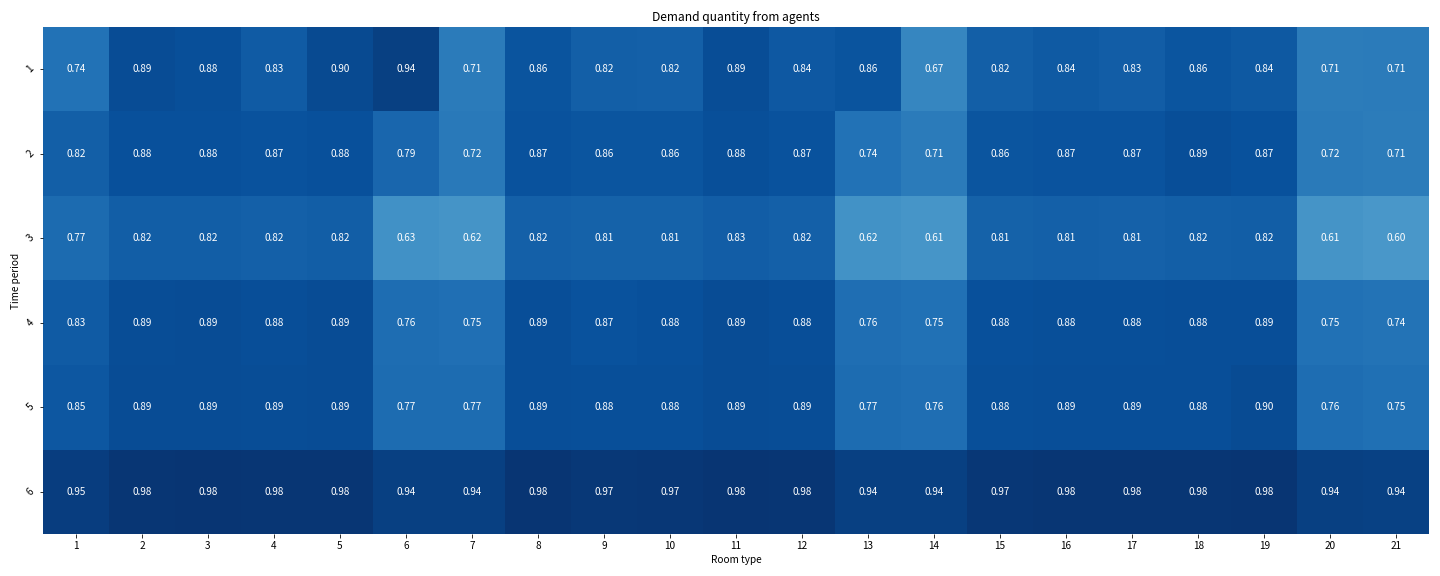 Demand quantity from agents
1 0.74 0.89 0.88 0.83 0.90 0.94 0.71 0.86 0.82 0.82 0.89 0.84 0.86 0.67 0.82 0.84 0.83 0.86 0.84 0.71 0.71
2 0.82 0.88 0.88 0.87 0.88 0.79 0.72 0.87 0.86 0.86 0.88 0.87 0.74 0.71 0.86 0.87 0.87 0.89 0.87 0.72 0.71
3 0.77 0.82 0.82 0.82 0.82 0.63 0.62 0.82 0.81 0.81 0.83 0.82 0.62 0.61 0.81 0.81 0.81 0.82 0.82 0.61 0.60
Time period
4 0.83 0.89 0.89 0.88 0.89 0.76 0.75 0.89 0.87 0.88 0.89 0.88 0.76 0.75 0.88 0.88 0.88 0.88 0.89 0.75 0.74
5 0.85 0.89 0.89 0.89 0.89 0.77 0.77 0.89 0.88 0.88 0.89 0.89 0.77 0.76 0.88 0.89 0.89 0.88 0.90 0.76 0.75
6 0.95 0.98 0.98 0.98 0.98 0.94 0.94 0.98 0.97 0.97 0.98 0.98 0.94 0.94 0.97 0.98 0.98 0.98 0.98 0.94 0.94
1 2 3 4 5 6 7 8 9 10 11 12 13 14 15 16 17 18 19 20 21
Room type